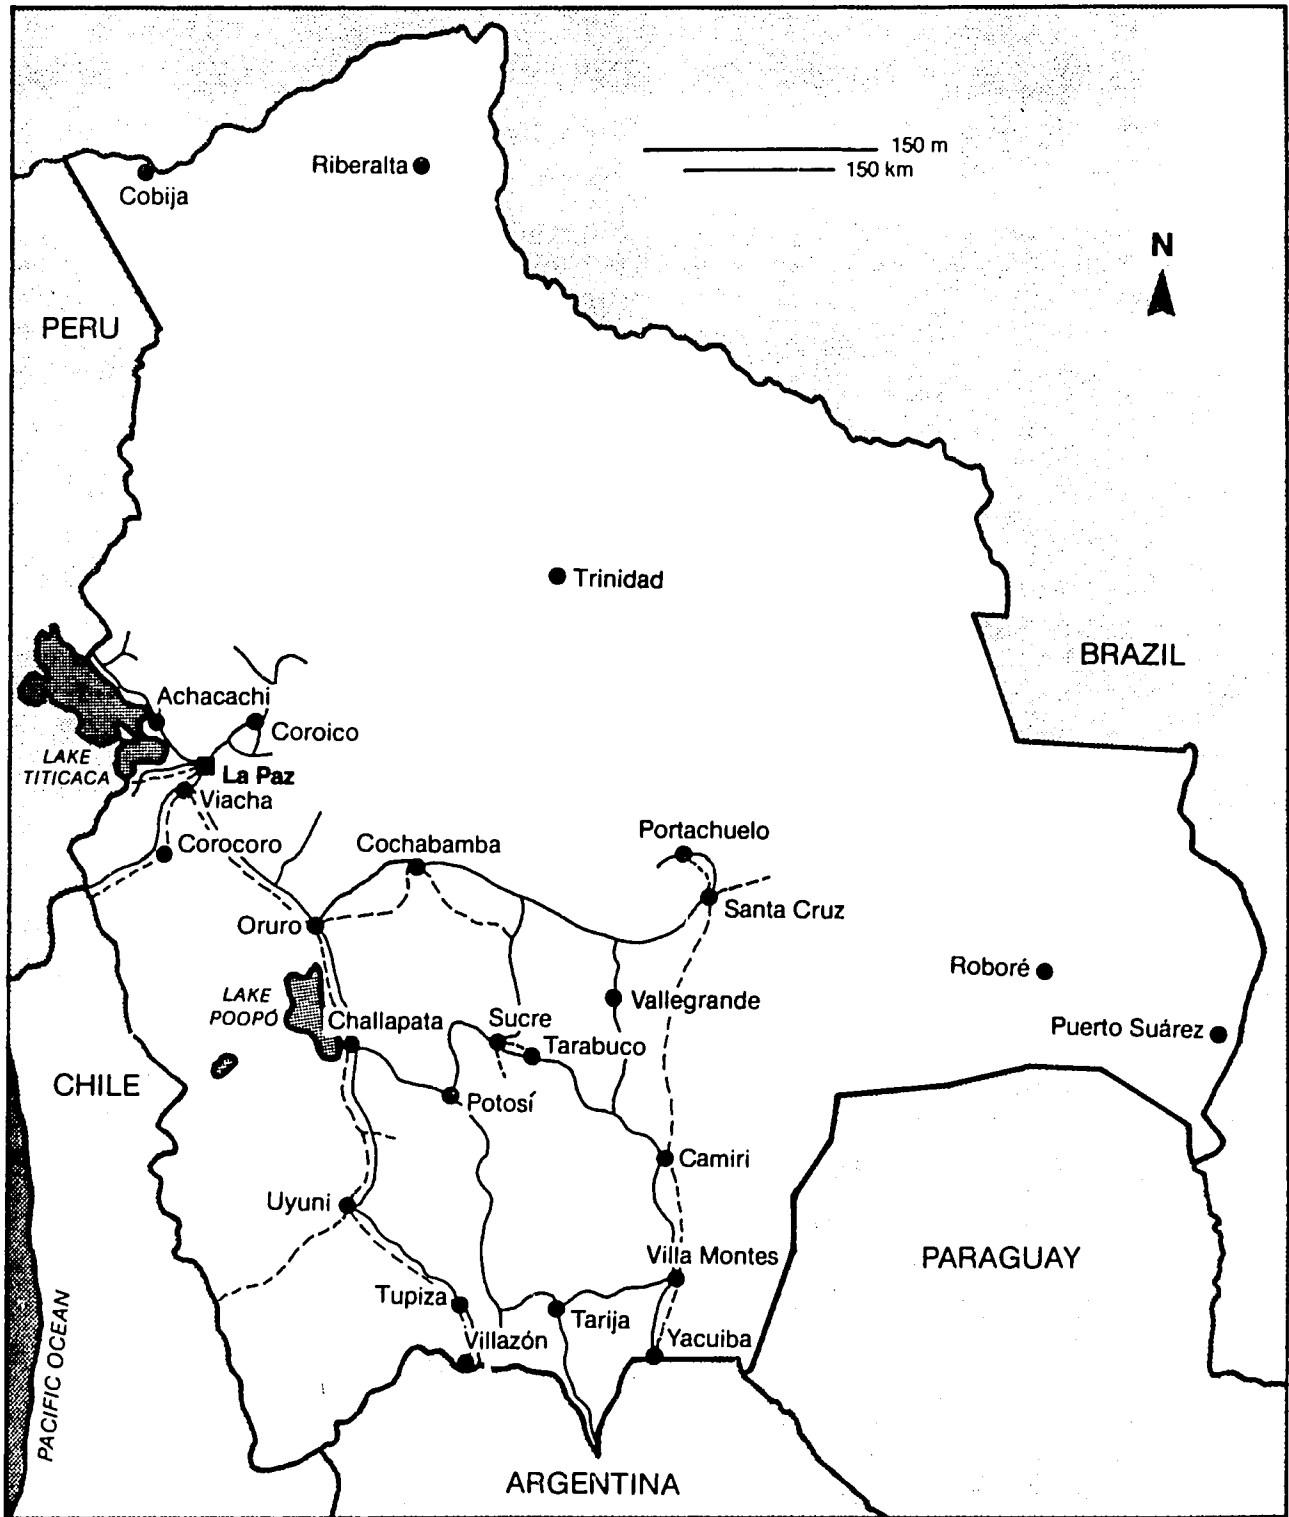 150 m
150 km
Riberalta
Cobija
N
PERU
Trinidad
BRAZIL
Achacachi
Coroico
LAKE
TITICACA
La Paz
Viacha
Corocoro
Cochabamba
Portachuelo
Santa Cruz
Oruro
Roboré
LAKE
POOPÓ
Vallegrande
Challapata
Sucre
Tarabuco
Puerto Suárez
CHILE
Potosí
Camiri
Uyuni
Villa Montes
PARAGUAY
Tupiza
Tarija
Villazón
Yacuiba
PACIFIC OCEAN
ARGENTINA